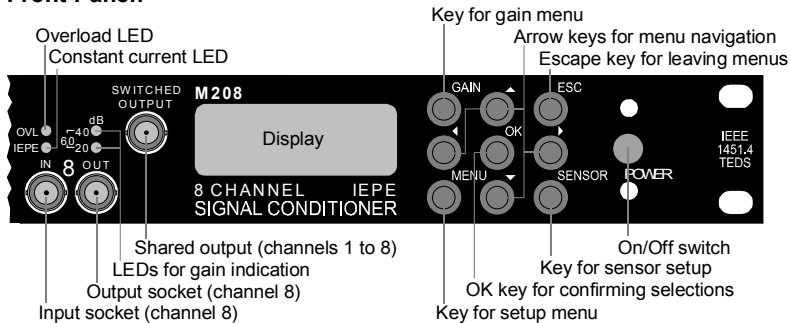 Front Panel:
Key for gain menu
Overload LED
Arrow keys for menu navigation
Constant current LED
Escape key for leaving menus
SWITCHED
OUTPUT
M208
GAIN
ESC
dB
OVL
40
60
IEPE
20
IN
8
OUT
Display
OK
IEEE
1451.4
TEDS
MENU
SENSOR
POWER
8 CHANNEL IEPE
SIGNAL CONDITIONER
Shared output (channels 1 to 8)
On/Off switch
LEDs for gain indication
Key for sensor setup
Output socket (channel 8)
OK key for confirming selections
Input socket (channel 8)
Key for setup menu